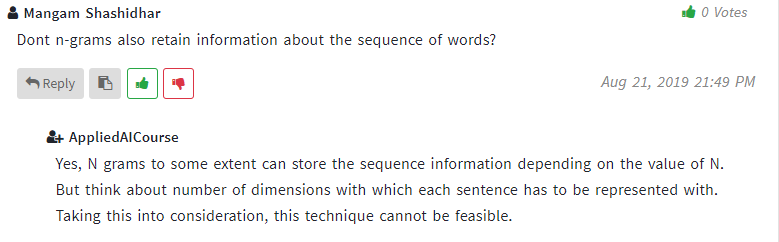 Mangam Shashidhar
0 Votes
Dont n-grams also retain information about the sequence of words?
Reply
Aug 21, 2019 21:49 PM
AppliedAICourse
Yes, N grams to some extent can store the sequence information depending on the value of N.
But think about number of dimensions with which each sentence has to be represented with.
Taking this into consideration, this technique cannot be feasible.